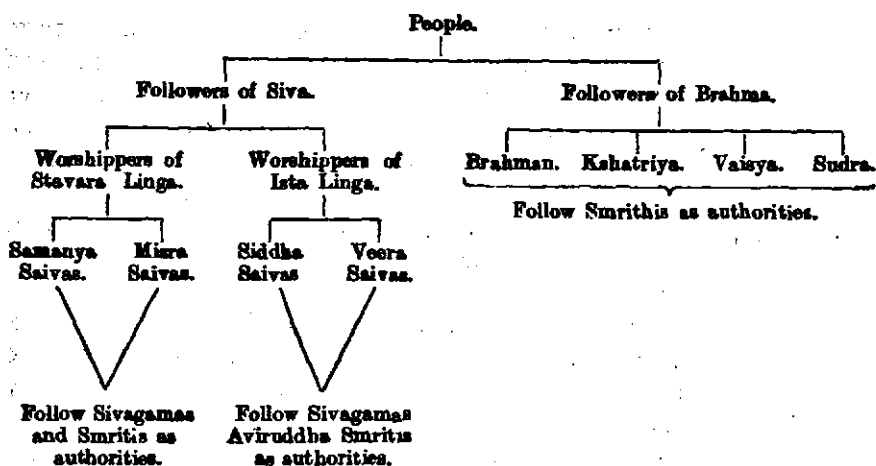 People.
Followers of Siva.
Followers of Brahma.
Worshippers of
Stavara Linga.
Worshippers of
Ista Linga.
Brahman. Kshatriya. Vaisya. Sudra.
Follow Smrithis as authorities.
Samanya
Saivas.
Misra
Saivas.
Siddha
Saivas
Veera
Saivas.
Follow Sivagamas
and Smritis as
authorities.
Follow Sivagamas
Aviruddha Smritis
as authorities.